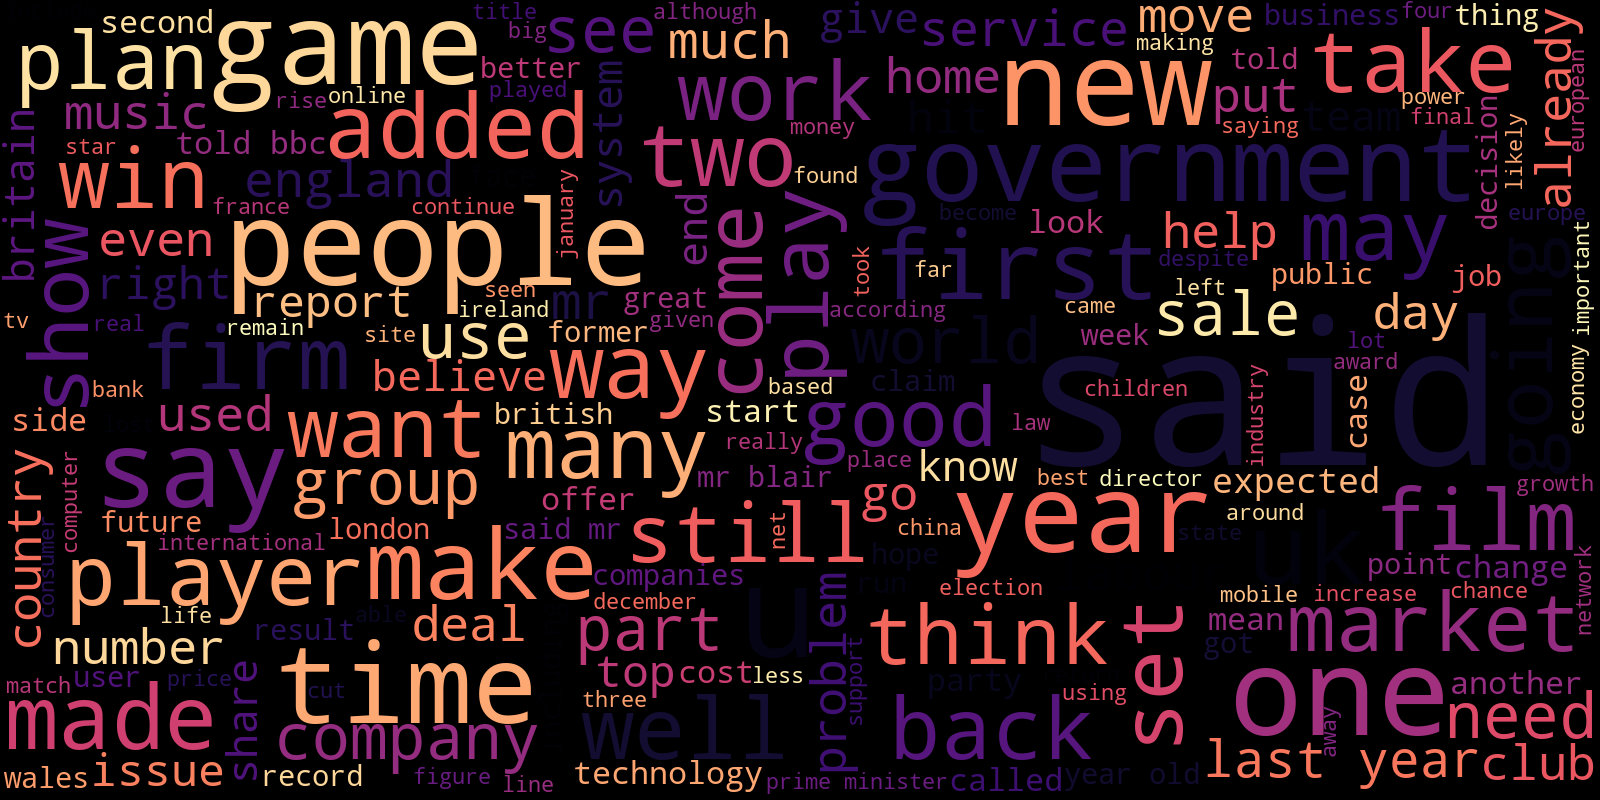 second
title
big
although
give
service
move
business
four
thing
plan
game
see
much
making
told
take
already
better
played
work
home
new
put
power
european
music
rise
online
added
system
money
hit
saying
team
final
decision
likely
britain
star
told bbc
two
found
government
win
england
january
france
continue
end
become
look
help
may
europe
show
even
people
come
play
took
first
despite
public
job
going
important
right
report
seen
ireland
mr
great
given
according
far
came
left
sale
day
tv
real
remain
site
use
former
way
world
week
lot
economy
firm
believe
based
claim
said
children
award
bank
used
want
british
many
start
good
law
industry
case
side
last
really
place
know
say
group
mr blair
go
best
director
expected
growth
country
computer
future
offer
london
said mr
still
net
china
year
around
film
international
state
uk
consumer
player
make
companies
hope
run
point
change
network
life
able
december
u
problem
election
mobile
increase
chance
number
result
deal
part
think
set
mean
got
market
match
user
price
time
top
cost
less
support
party
using
one
another
made
share
cut
three
well
back
away
need
company
wales
issue
record
figure
line
technology
prime minister
called
year old
last year
club